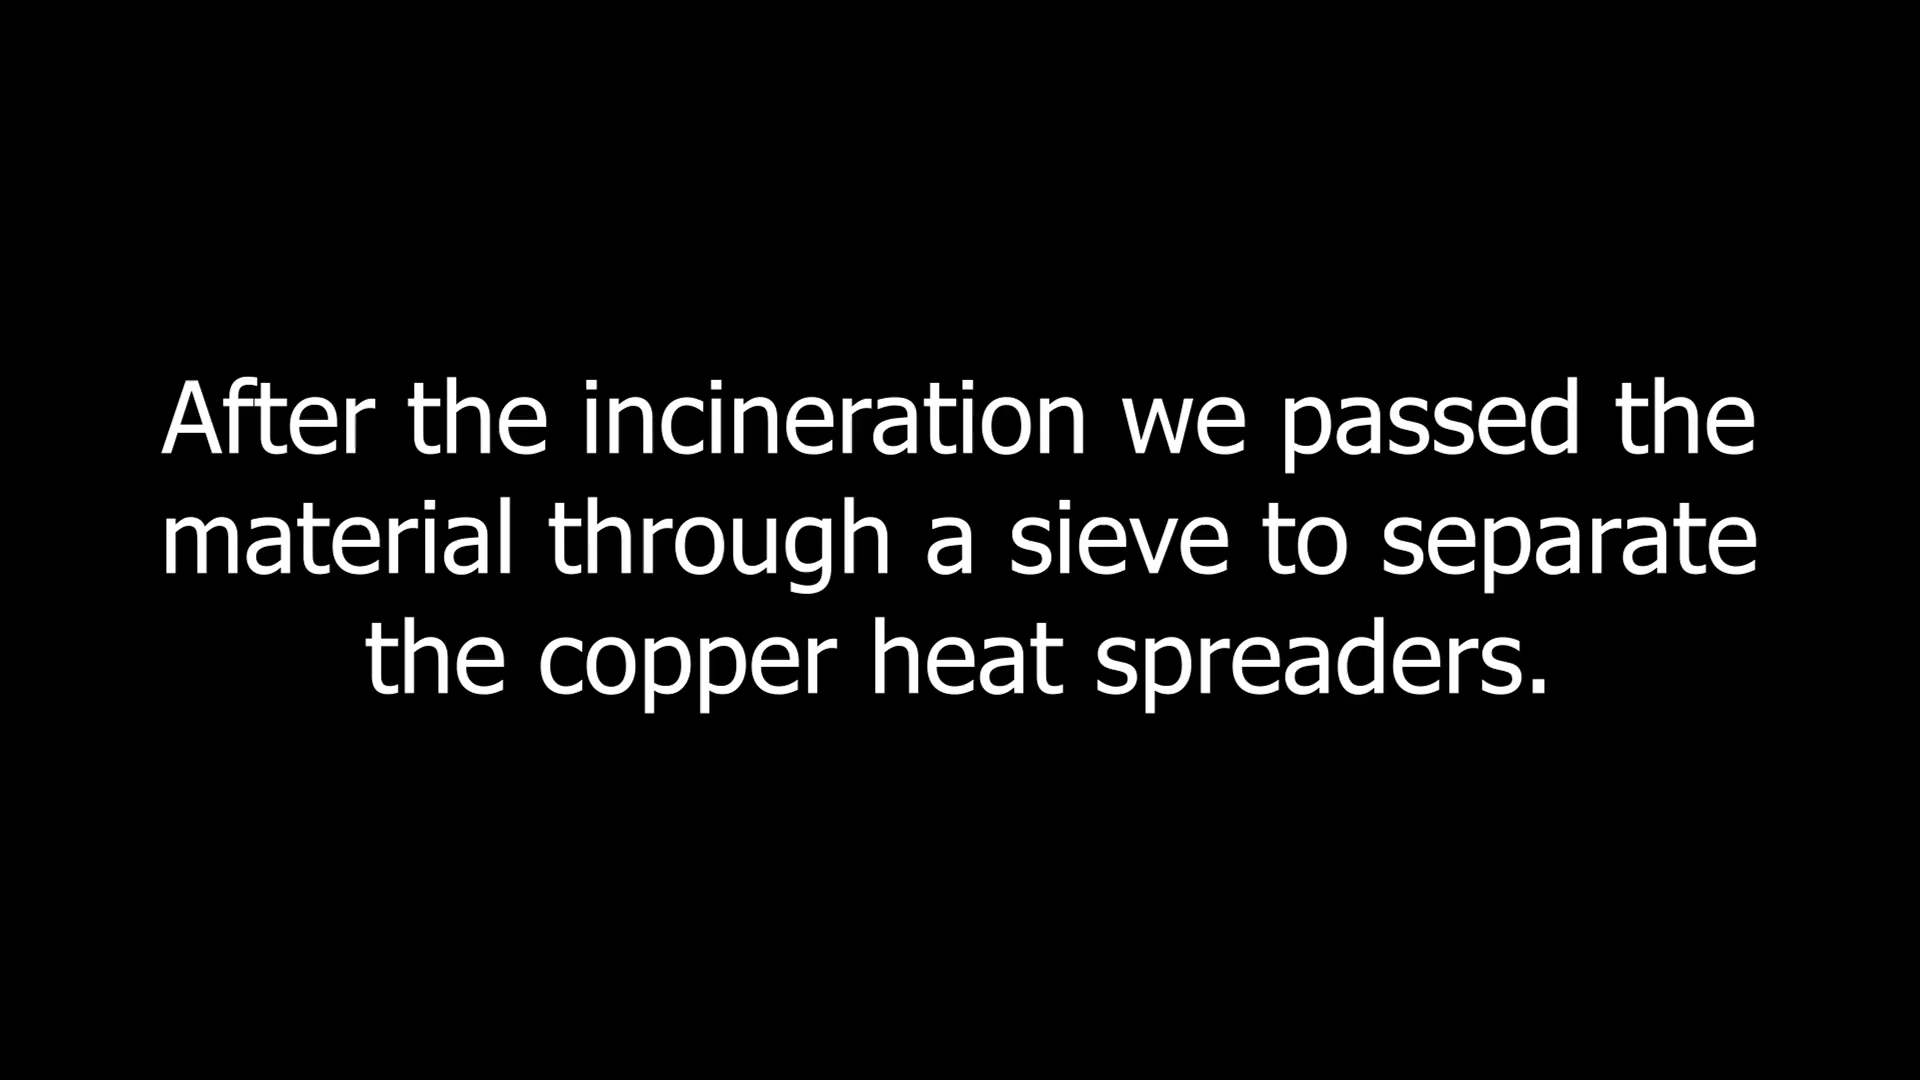 After the incineration we passed the
material through a sieve to separate
the copper heat spreaders.